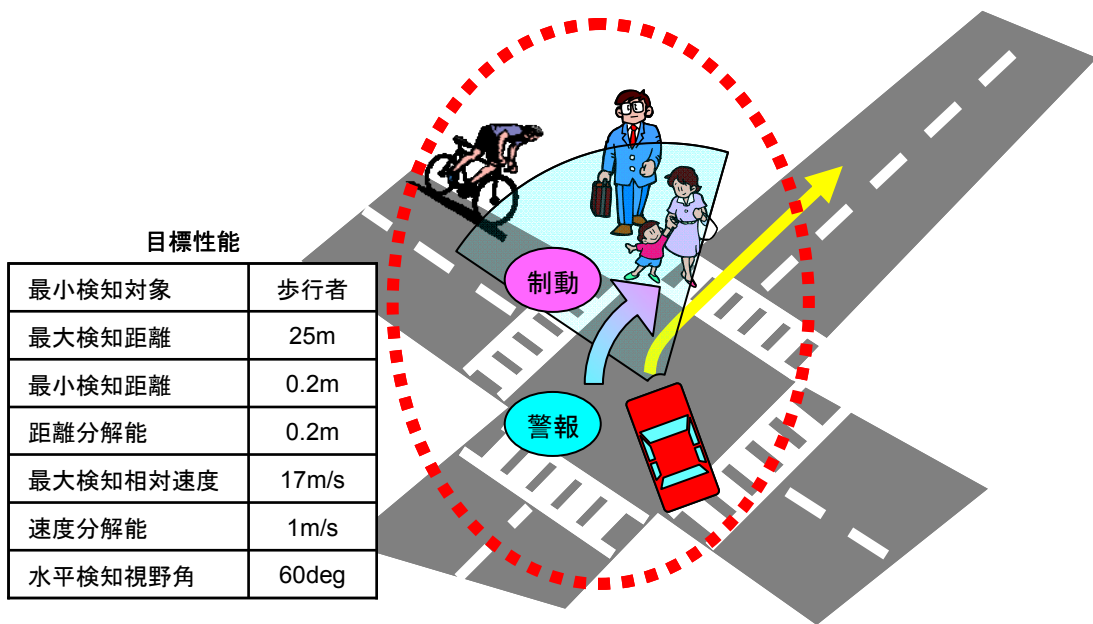 目標性能
最小検知対象 歩行者
最大検知距離 25m
最小検知距離 0.2m
距離分解能 0.2m
最大検知相対速度 17m/s
速度分解能 1m/s
水平検知視野角 60deg
制動
警報